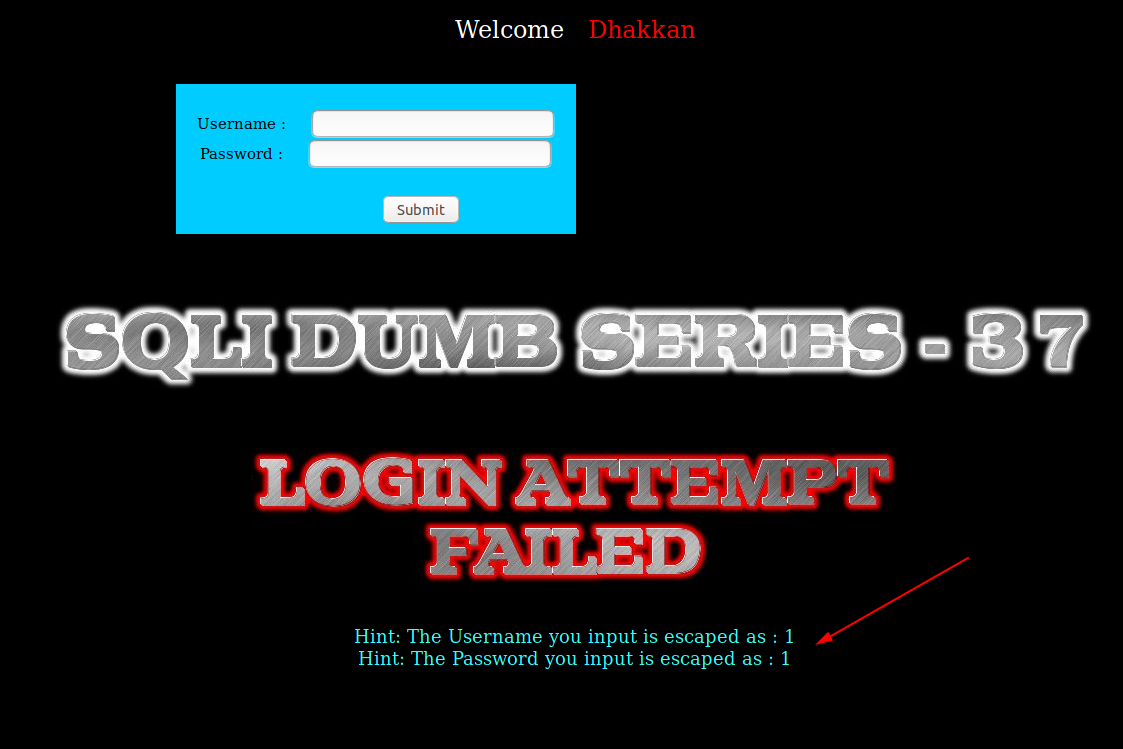 Welcome Dhakkan
Username :
Password :
Submit
SQLI DUMB SERIES - 37
LOGIN ATTEMPT
FAILED
Hint: The Username you input is escaped as : 1
Hint: The Password you input is escaped as : 1